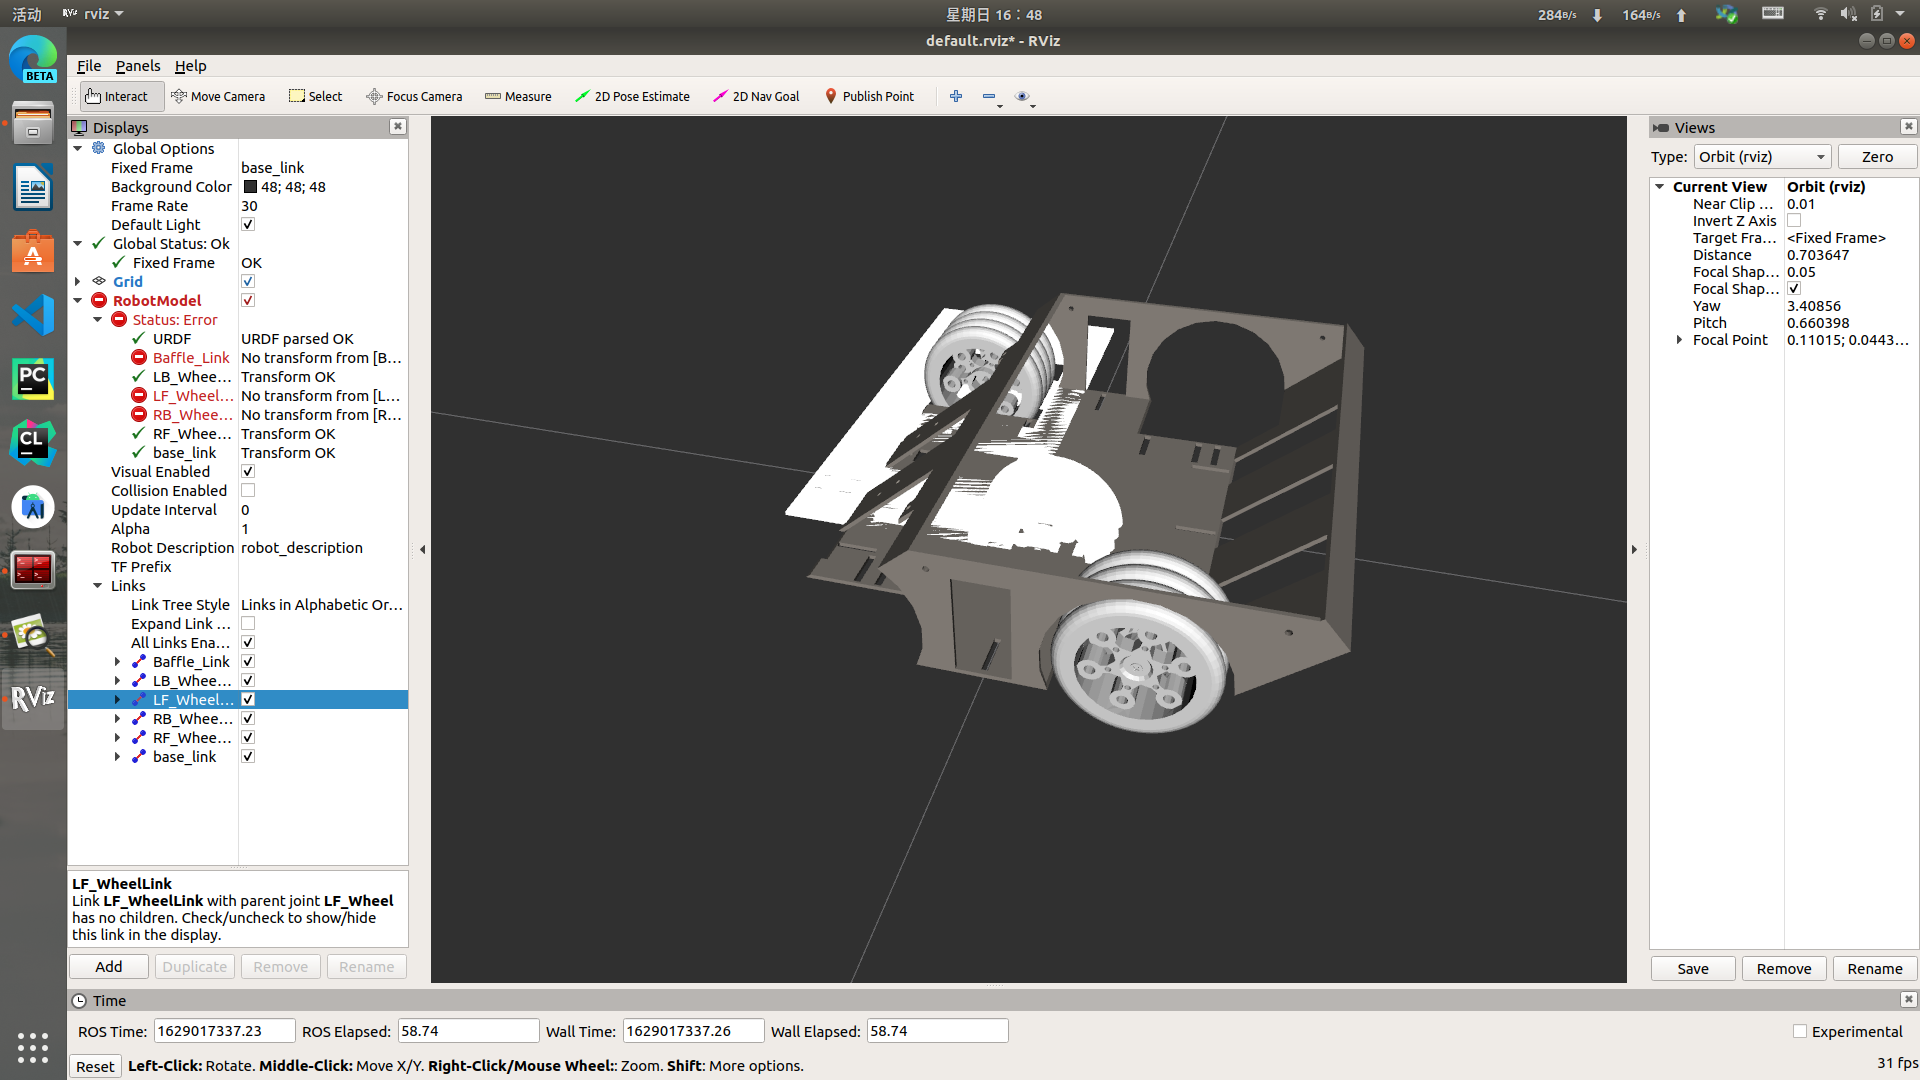 活动 rviz
星期日 16：48
284B/s 164B/s
default.rviz* - RViz
BETA
File Panels Help
Interact Move Camera Select Focus Camera Measure 2D Pose Estimate 2D Nav Goal Publish Point
Displays
Global Options
Fixed Frame base_link
Background Color 48; 48; 48
Frame Rate 30
Default Light
Global Status: Ok
Fixed Frame OK
Grid
RobotModel
Status: Error
URDF URDF parsed OK
Baffle_Link No transform from [B...
LB_Whee... Transform OK
LF_Wheel... No transform from [L...
RB_Whee... No transform from [R...
RF_Whee... Transform OK
base_link Transform OK
Visual Enabled
Collision Enabled
Update Interval 0
Alpha 1
Robot Description robot_description
TF Prefix
Links
Link Tree Style Links in Alphabetic Or...
Expand Link ...
All Links Ena...
Baffle_Link
LB_Whee...
LF_Wheel...
RB_Whee...
RF_Whee...
base_link
LF_WheelLink
Link LF_WheelLink with parent joint LF_Wheel
has no children. Check/uncheck to show/hide
this link in the display.
Add Duplicate Remove Rename
PC
CL
RViz
Views
Type: Orbit (rviz) Zero
Current View Orbit (rviz)
Near Clip ... 0.01
Invert Z Axis
Target Fra... <Fixed Frame>
Distance 0.703647
Focal Shap... 0.05
Focal Shap...
Yaw 3.40856
Pitch 0.660398
Focal Point 0.11015; 0.0443...
Save Remove Rename
Time
ROS Time: 1629017337.23 ROS Elapsed: 58.74 Wall Time: 1629017337.26 Wall Elapsed: 58.74
Experimental
Reset Left-Click: Rotate. Middle-Click: Move X/Y. Right-Click/Mouse Wheel:: Zoom. Shift: More options.
31 fps